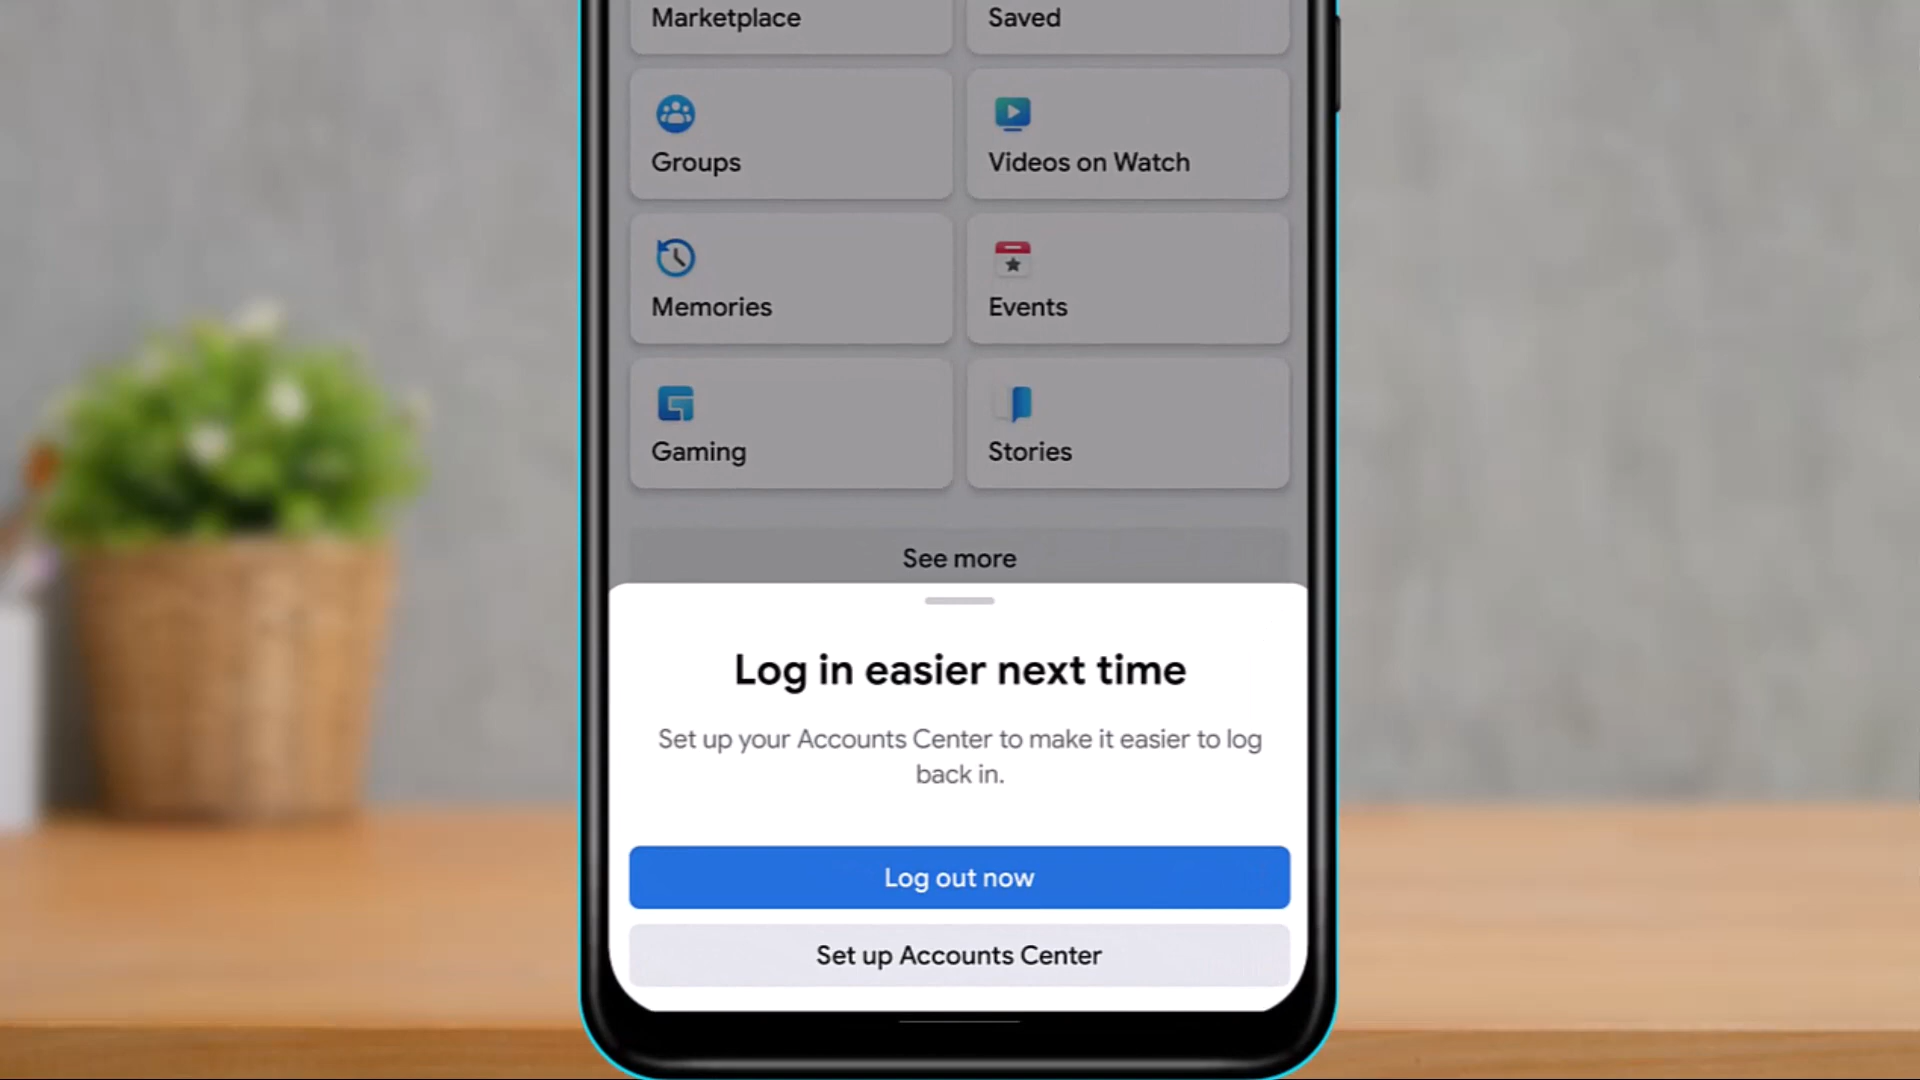 Marketplace
Saved
Groups
Videos on Watch
Memories
Events
Gaming
Stories
See more
Log in easier next time
Set up your Accounts Center to make it easier to log
back in.
Log out now
Set up Accounts Center